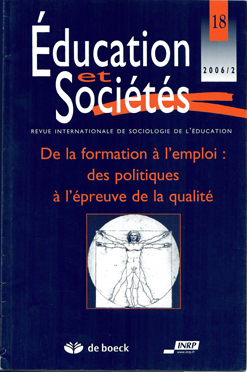 18
2006/2
Éducation
et
Sociétés
REVUE INTERNATIONALE DE SOCIOLOGIE DE L'ÉDUCATION
De la formation à l'emploi :
des politiques
à l'épreuve de la qualité
de boeck
INRP